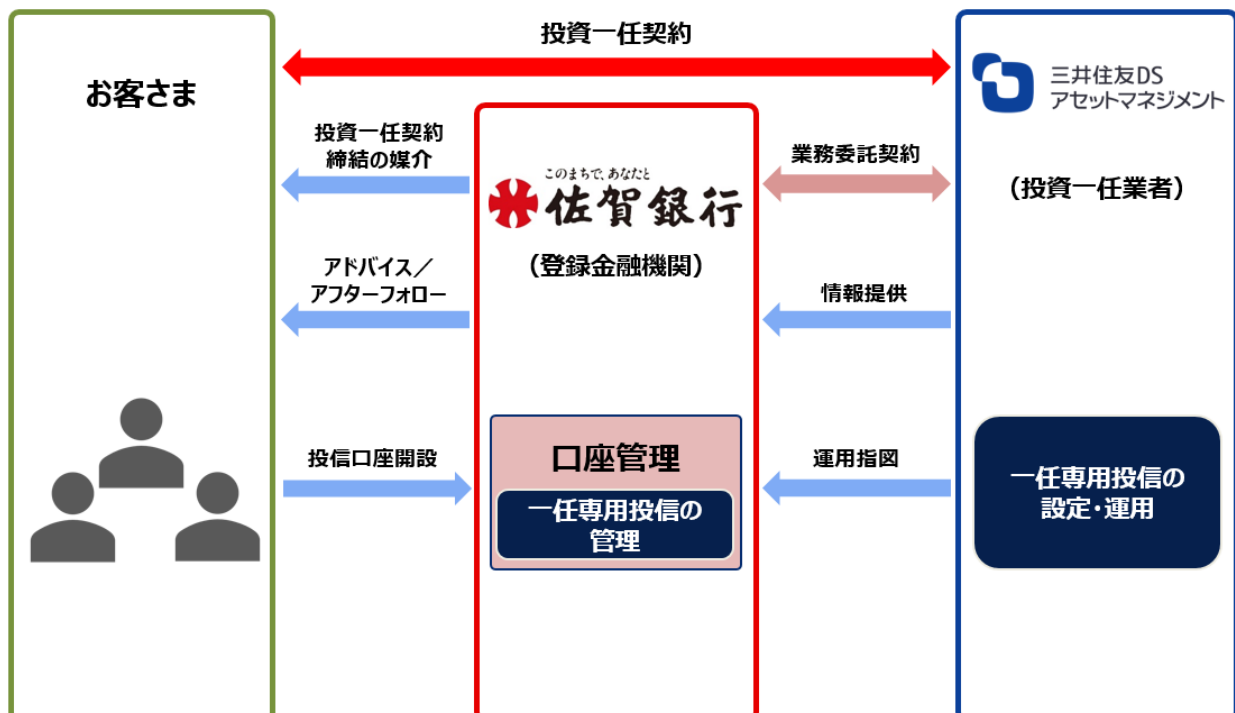 投資一任契約
お客さま
三井住友DS
アセットマネジメント
(投資一任業者)
投資一任契約
締結の媒介
このまちで、あなたと
佐賀銀行
(登録金融機関)
業務委託契約
アドバイス／
アフターフォロー
情報提供
投信口座開設
口座管理
一任専用投信の
管理
運用指図
一任専用投信の
設定・運用